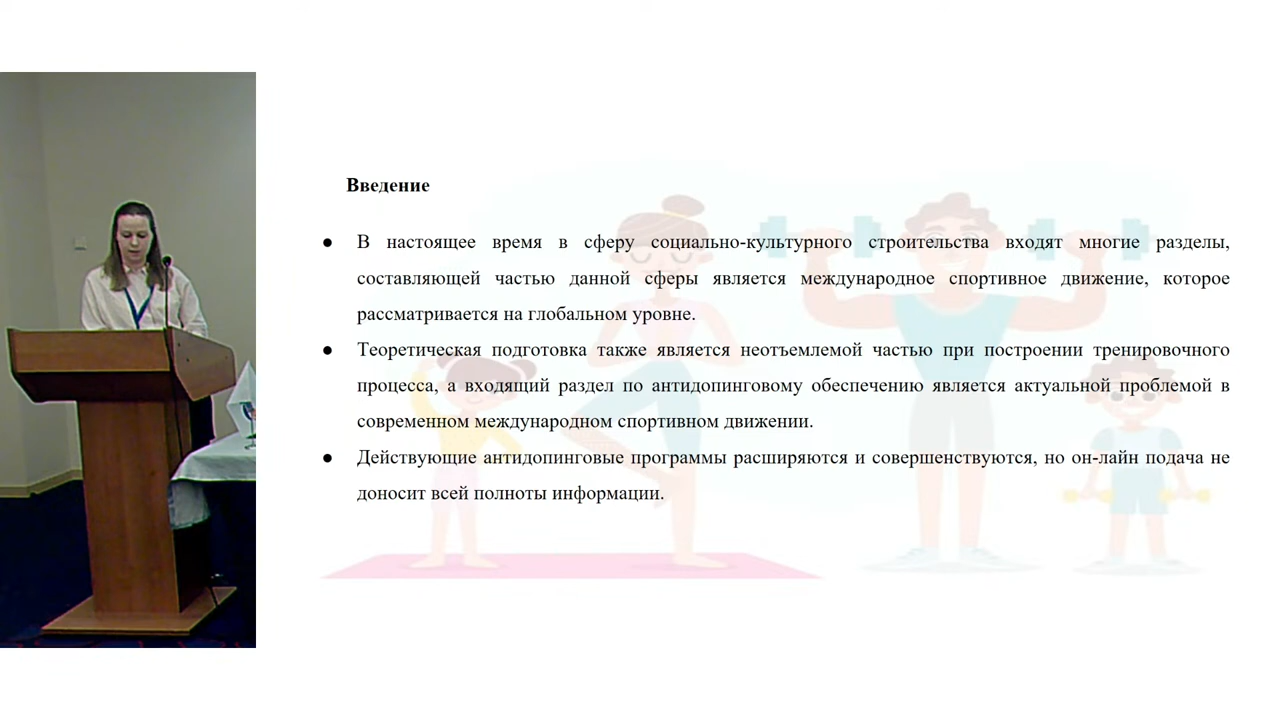 Введение
● В настоящее время в сферу социально-культурного строительства входят многие разделы,
составляющей частью данной сферы является международное спортивное движение, которое
рассматривается на глобальном уровне.
● Теоретическая подготовка также является неотъемлемой частью при построении тренировочного
процесса, а входящий раздел по антидопинговому обеспечению является актуальной проблемой в
современном международном спортивном движении.
● Действующие антидопинговые программы расширяются и совершенствуются, но он-лайн подача не
доносит всей полноты информации.